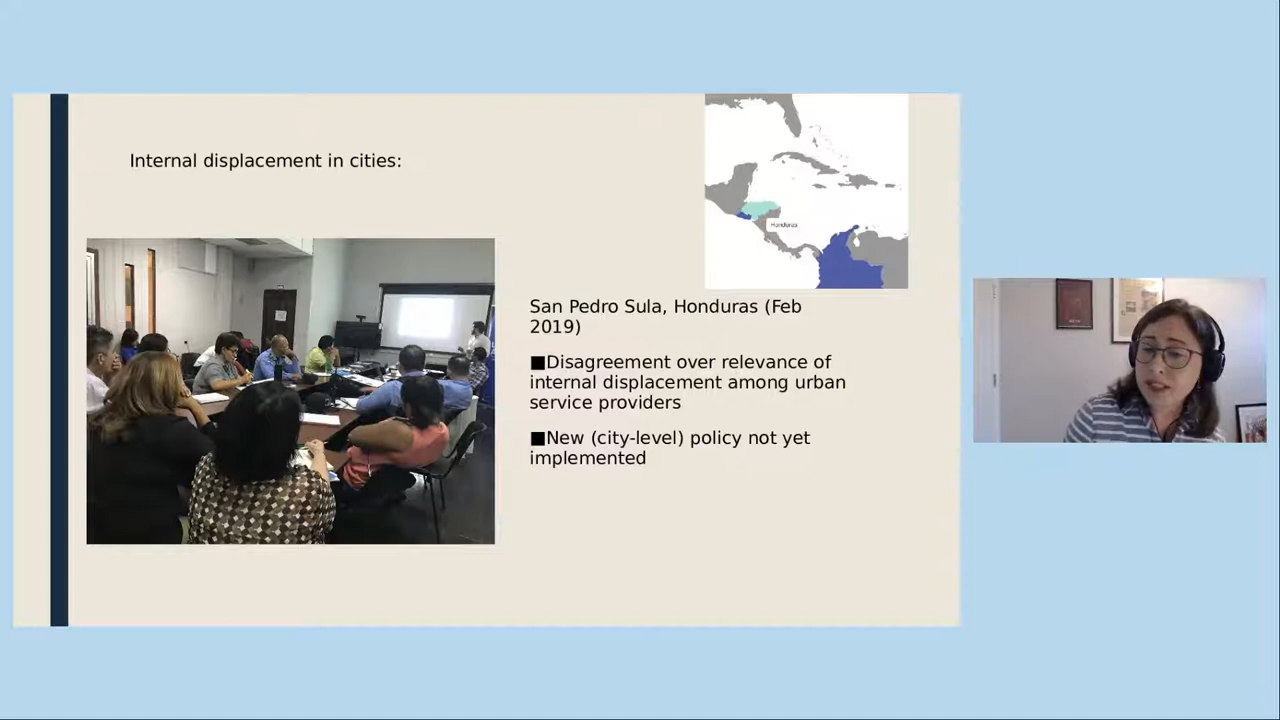 Internal displacement in cities:
Honduras
San Pedro Sula, Honduras (Feb
2019)
■Disagreement over relevance of
internal displacement among urban
service providers
■New (city-level) policy not yet
implemented